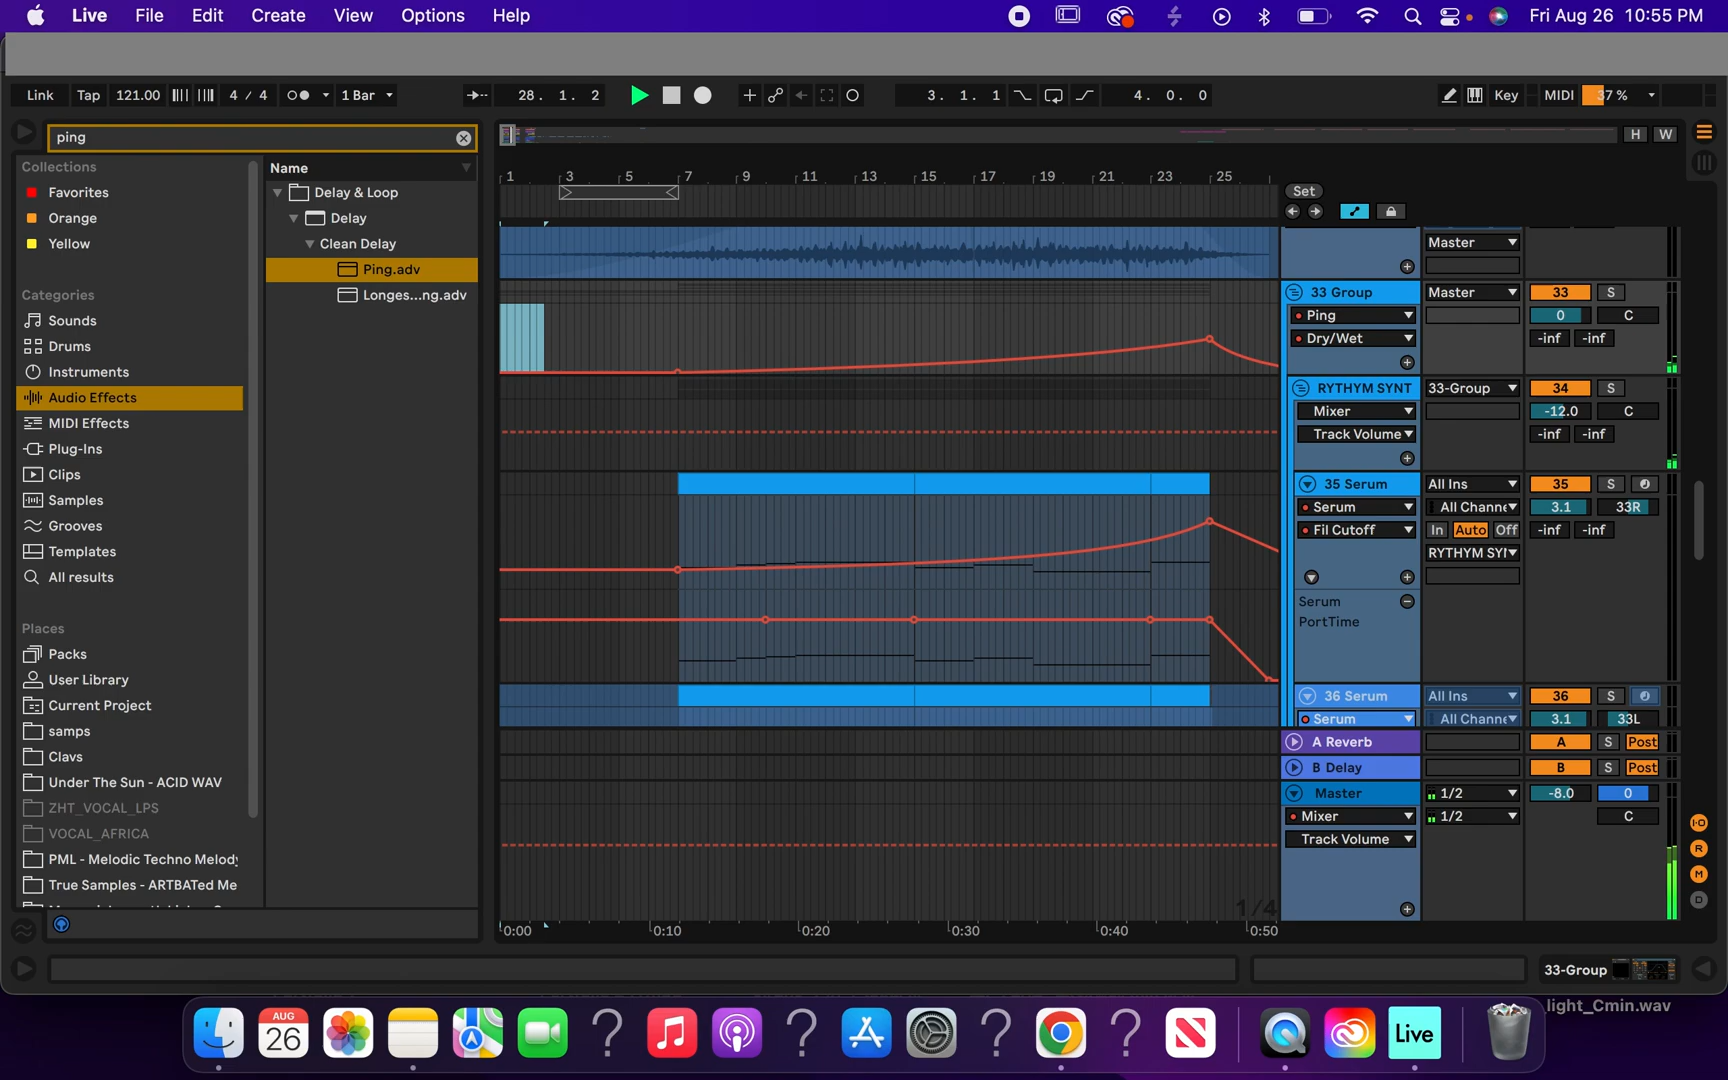 Live File Edit Create View Options Help Fri Aug 26 10:55 PM
Link Tap 121.00 4 / 4 1 Bar 28. 1. 2 3. 1. 1 4. 0. 0 Key MIDI 37 %
ping
H W
Collections
Name
Favorites
Orange
Yellow
Delay & Loop
Delay
Clean Delay
Ping.adv
Longes...ng.adv
Categories
Sounds
Drums
Instruments
Audio Effects
MIDI Effects
Plug-Ins
Clips
Samples
Grooves
Templates
All results
Places
Packs
User Library
Current Project
samps
Clavs
Under The Sun - ACID WAV
ZHT_VOCAL_LPS
VOCAL_AFRICA
PML - Melodic Techno Melody
True Samples - ARTBATed Me
1 3 5 7 9 11 13 15 17 19 21 23 25
Set
Master
33 Group Master 33 S
Ping 0 C
Dry/Wet -inf -inf
RYTHYM SYNT 33-Group 34 S
Mixer -12.0 C
Track Volume -inf -inf
35 Serum All Ins 35 S
Serum All Channe 3.1 33R
Fil Cutoff In Auto Off -inf -inf
RYTHYM SYN
Serum
PortTime
36 Serum All Ins 36 S
Serum All Channe 3.1 33L
A Reverb A S Post
B Delay B S Post
Master 1/2 -8.0 0
Mixer 1/2 C
Track Volume
I·O
R
M
D
1/4
0:00 0:10 0:20 0:30 0:40 0:50
33-Group
light_Cmin.wav
AUG
26
Live